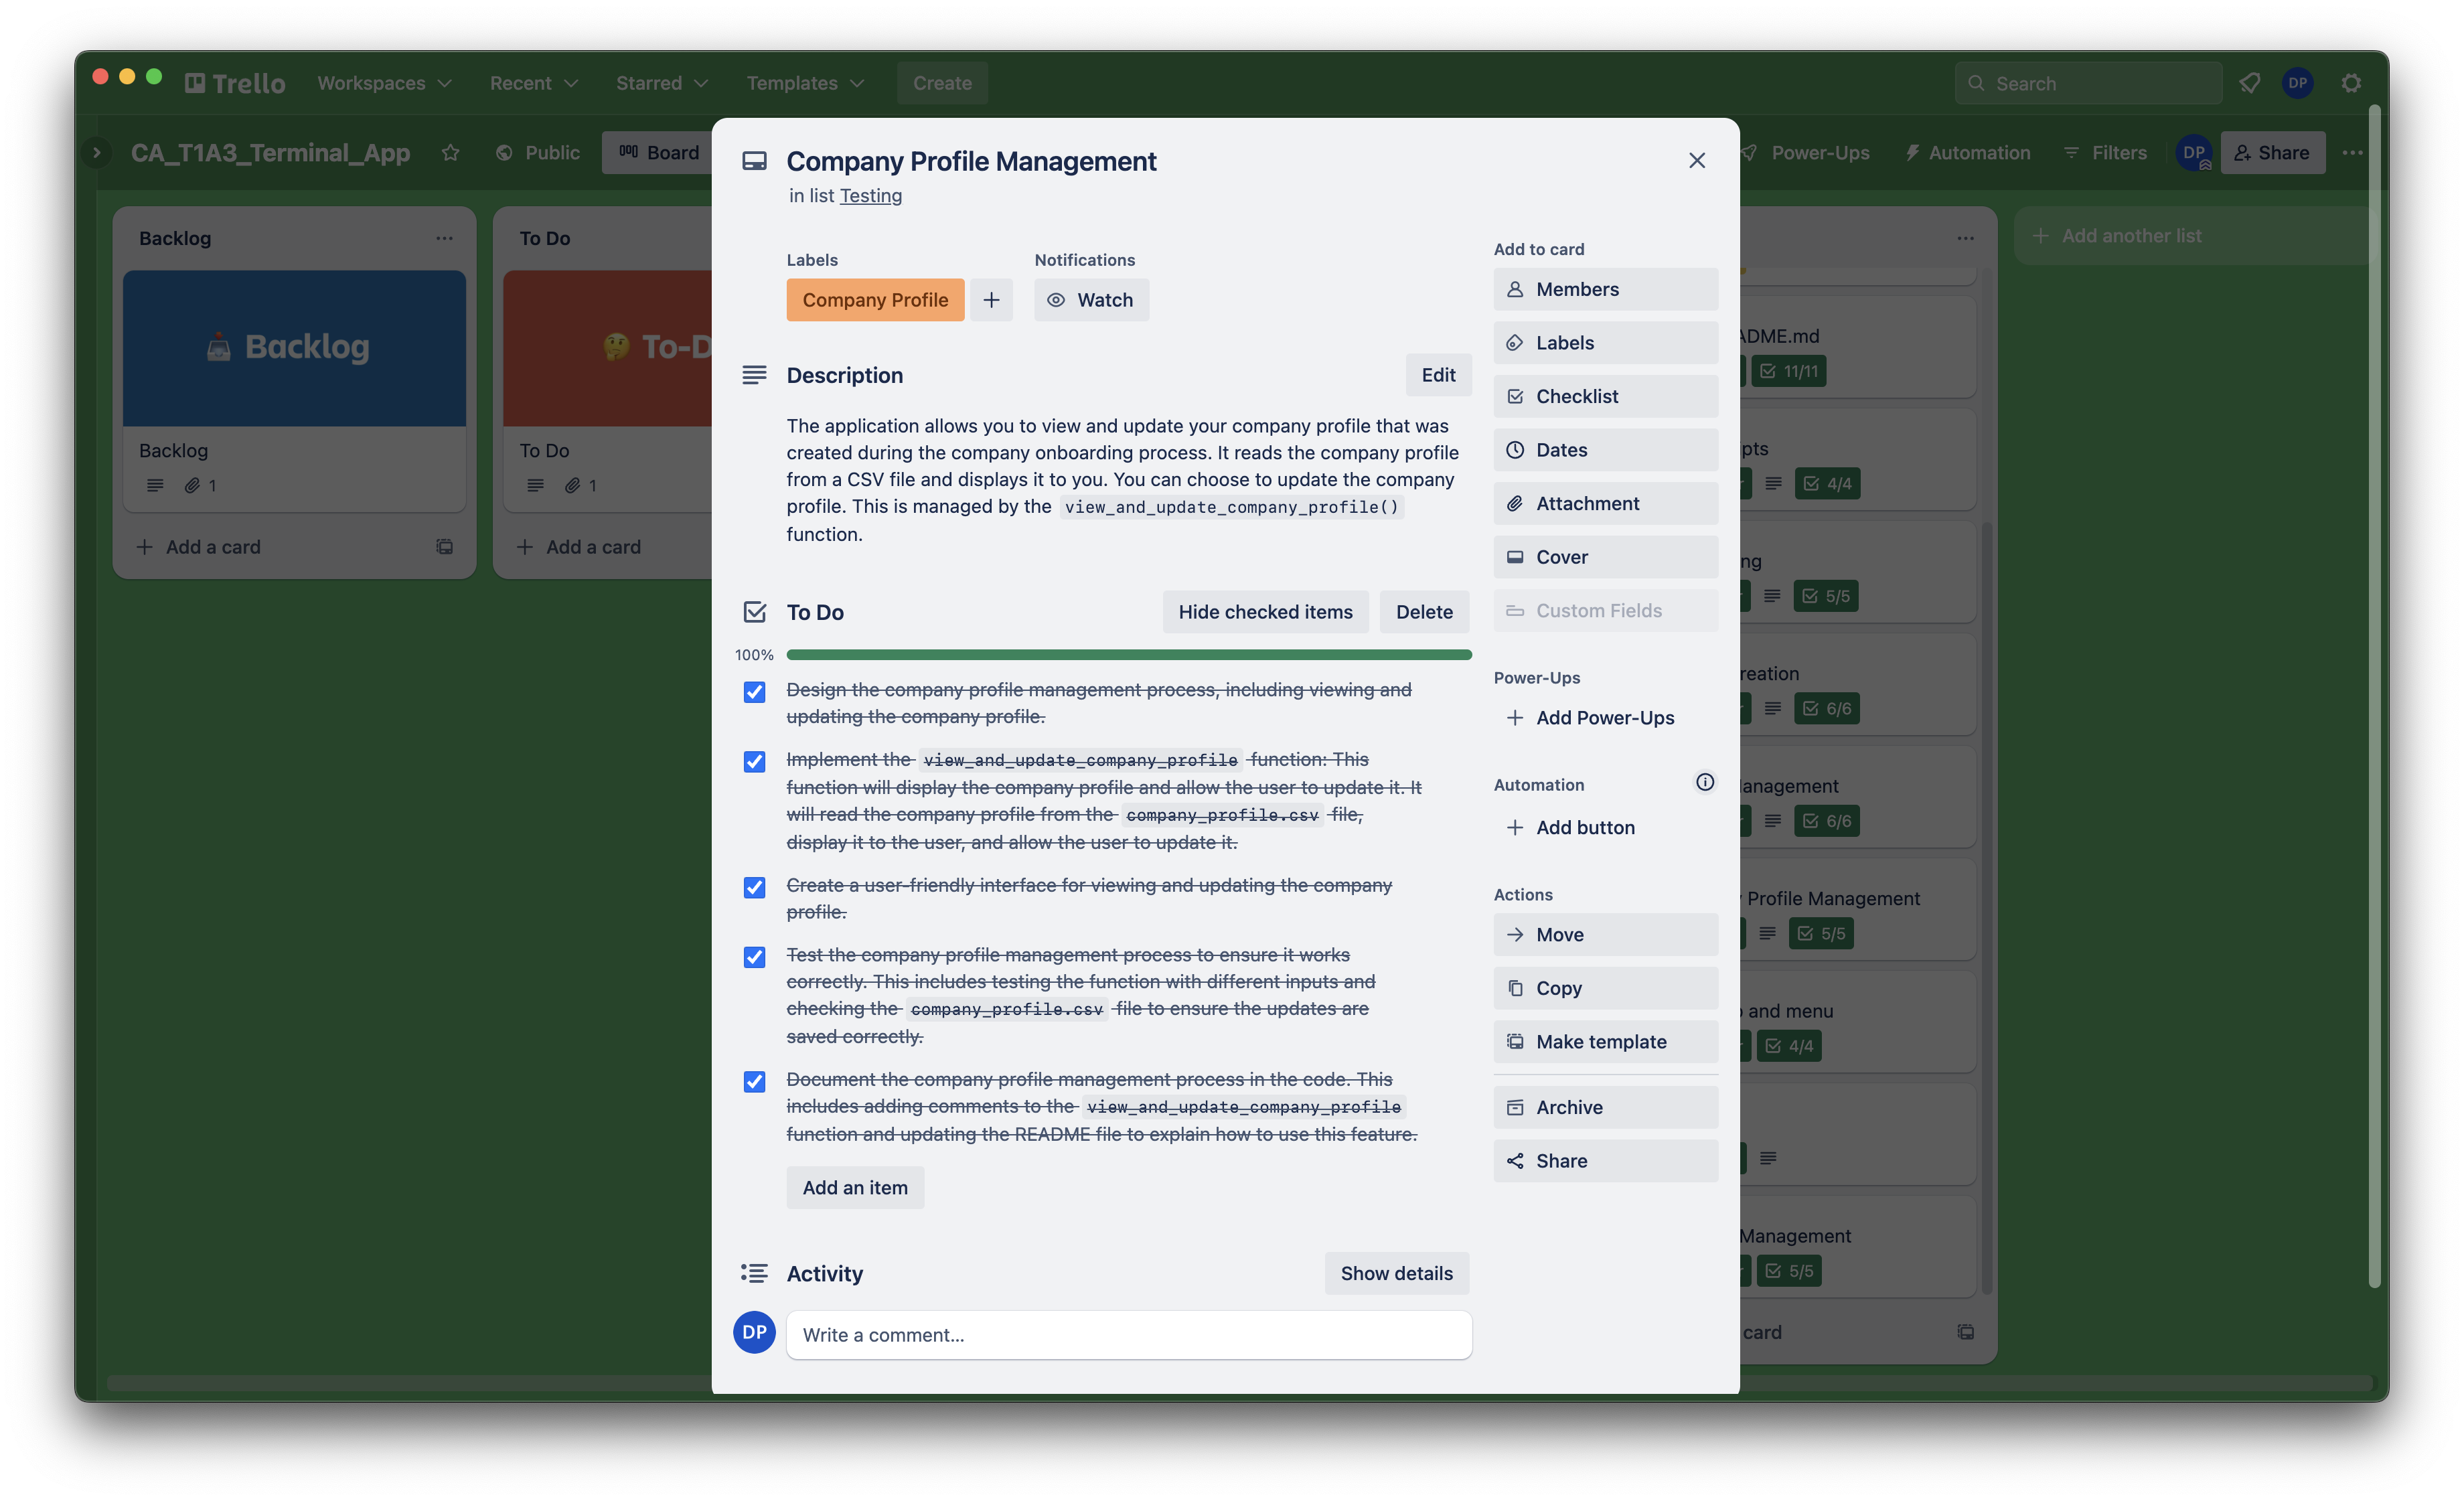 Trello
Workspaces
Recent
Starred
Templates
Create
Search
DP
CA_T1A3_Terminal_App
Public
Board
Power-Ups
Automation
Filters
DP
Share
Backlog
Backlog
Backlog
1
Add a card
To Do
To-D
To Do
1
Add a card
Company Profile Management
in list Testing
Labels
Company Profile
Notifications
Watch
Description
Edit
The application allows you to view and update your company profile that was
created during the company onboarding process. It reads the company profile
from a CSV file and displays it to you. You can choose to update the company
profile. This is managed by the view_and_update_company_profile()
function.
To Do
Hide checked items
Delete
100%
Design the company profile management process, including viewing and
updating the company profile.
Implement the view_and_update_company_profile function: This
function will display the company profile and allow the user to update it. It
will read the company profile from the company_profile.csv file,
display it to the user, and allow the user to update it.
Create a user-friendly interface for viewing and updating the company
profile.
Test the company profile management process to ensure it works
correctly. This includes testing the function with different inputs and
checking the company_profile.csv file to ensure the updates are
saved correctly.
Document the company profile management process in the code. This
includes adding comments to the view_and_update_company_profile
function and updating the README file to explain how to use this feature.
Add an item
Activity
Show details
DP
Write a comment…
Add to card
Members
Labels
Checklist
Dates
Attachment
Cover
Custom Fields
Power-Ups
Add Power-Ups
Automation
Add button
Actions
Move
Copy
Make template
Archive
Share
ADME.md
11/11
pts
4/4
ng
5/5
reation
6/6
anagement
6/6
Profile Management
5/5
and menu
4/4
Management
5/5
card
Add another list